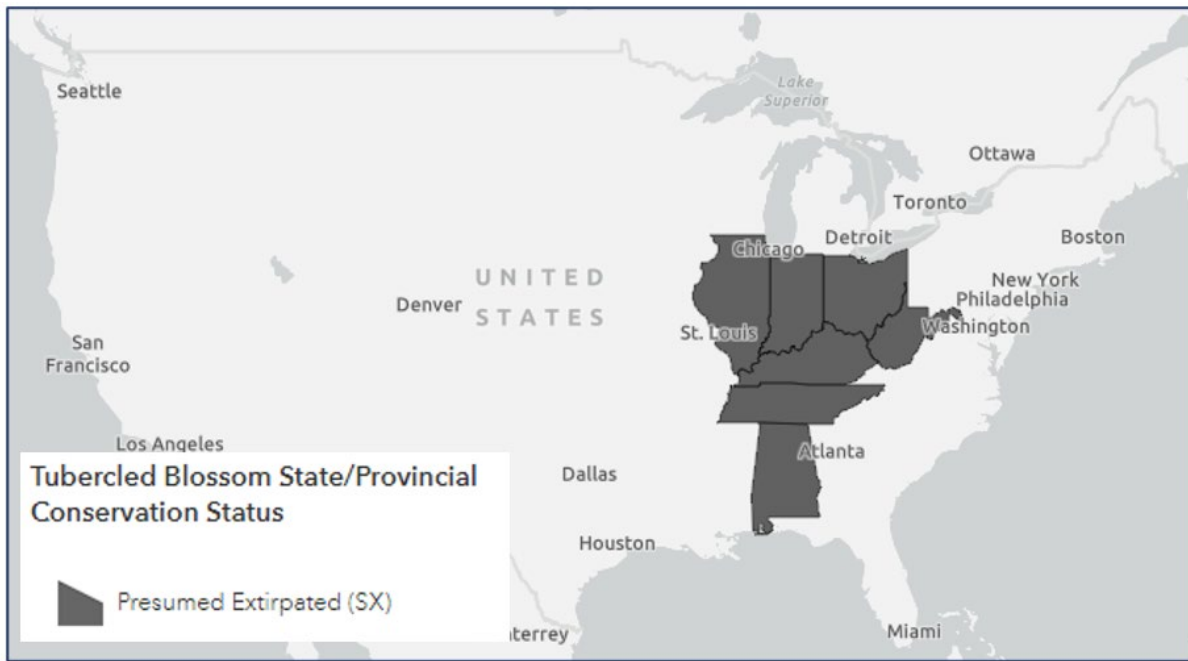 Seattle
Lake
Superior
Ottawa
Toronto
Chicago
Detroit
Boston
New York
Philadelphia
UNITED
STATES
Denver
St. Louis
Washington
San
Francisco
Los Angeles
Atlanta
Dallas
Houston
Miami
Tubercled Blossom State/Provincial
Conservation Status
Presumed Extirpated (SX)
nterrey